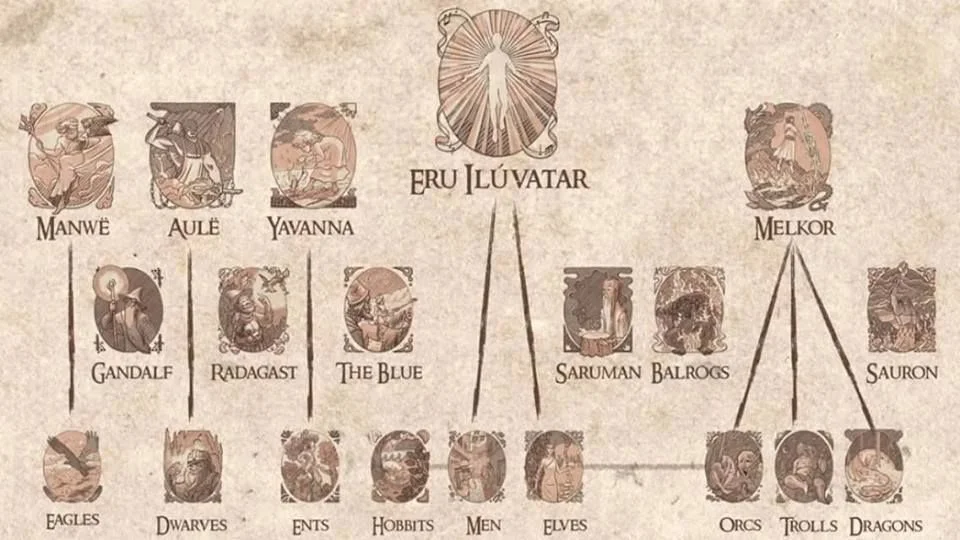 ERU ILÚVATAR
MANWË
AULË
YAVANNA
MELKOR
GANDALF
RADAGAST
THE BLUE
SARUMAN
BALROGS
SAURON
EAGLES
DWARVES
ENTS
HOBBITS
MEN
ELVES
ORCS
TROLLS
DRAGONS